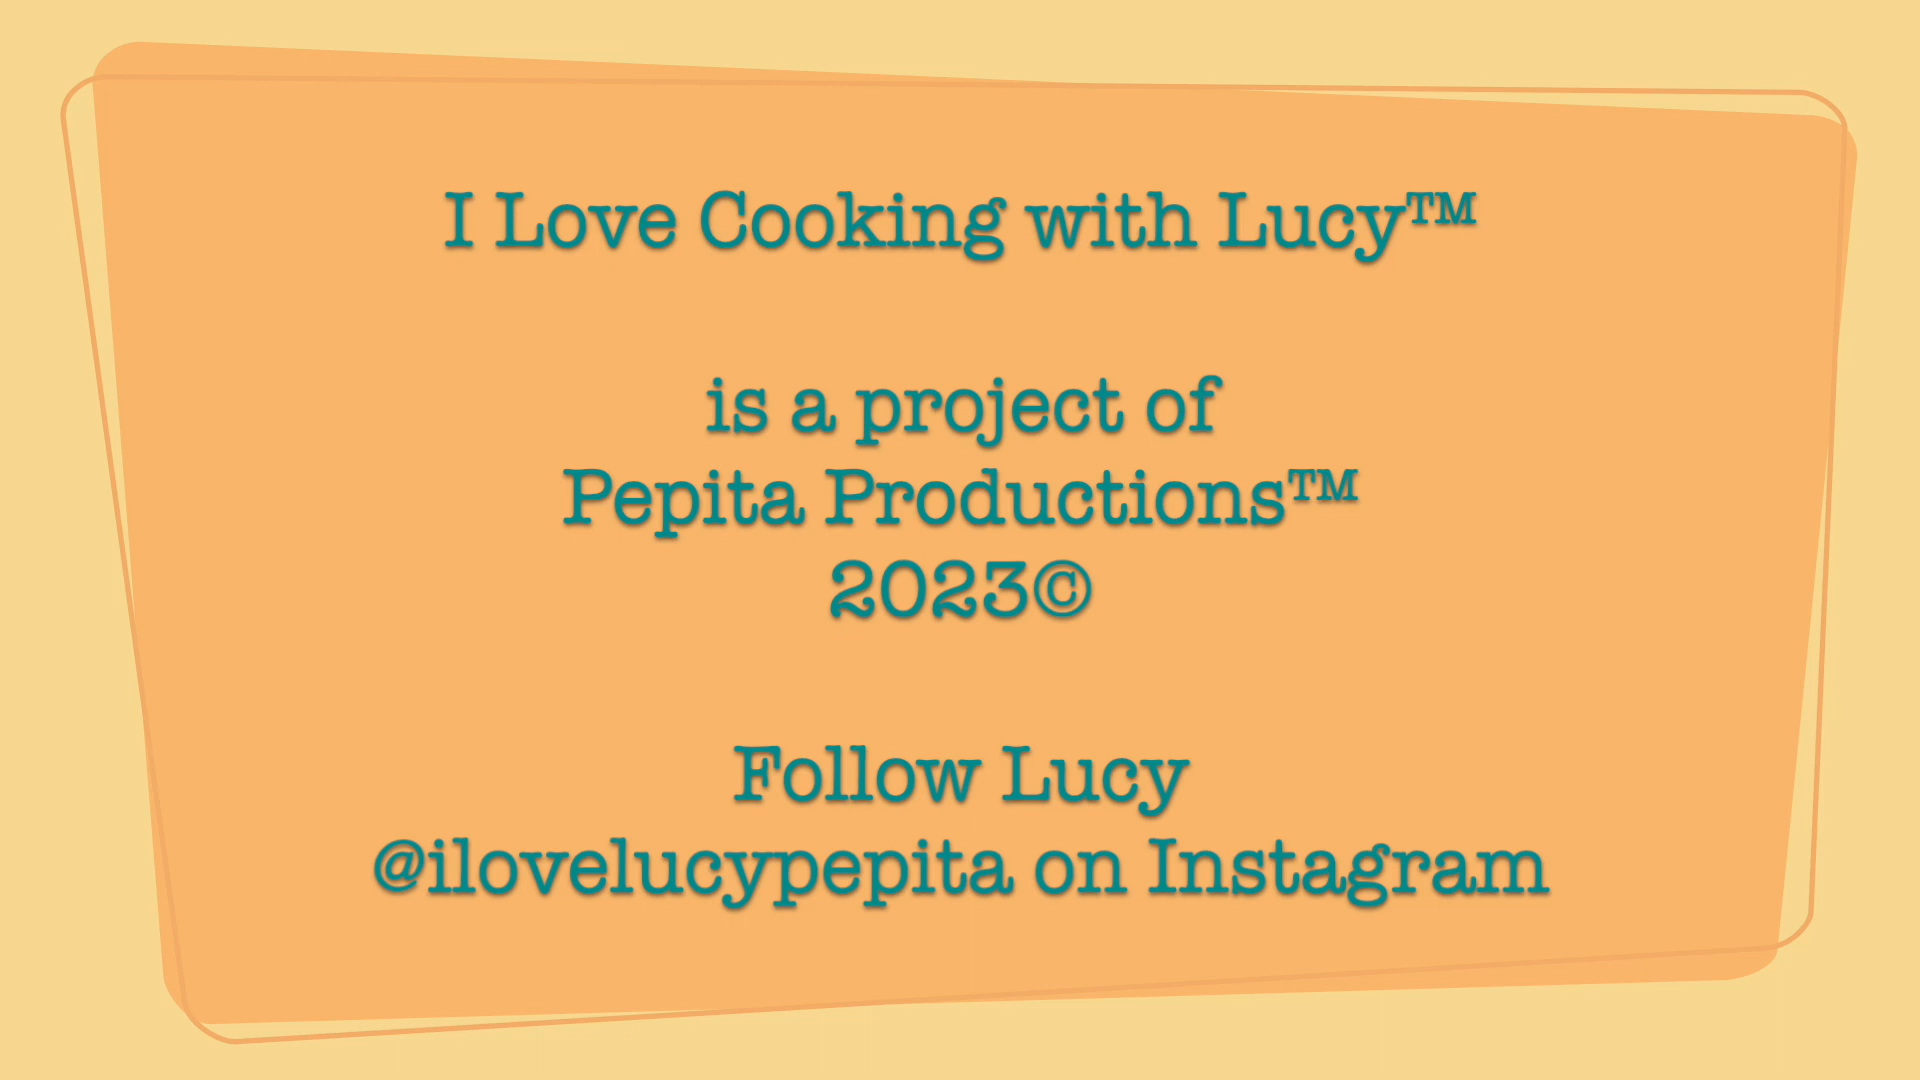 I Love Cooking with Lucy™
is a project of
Pepita Productions™
2023©
Follow Lucy
@ilovelucypepita on Instagram